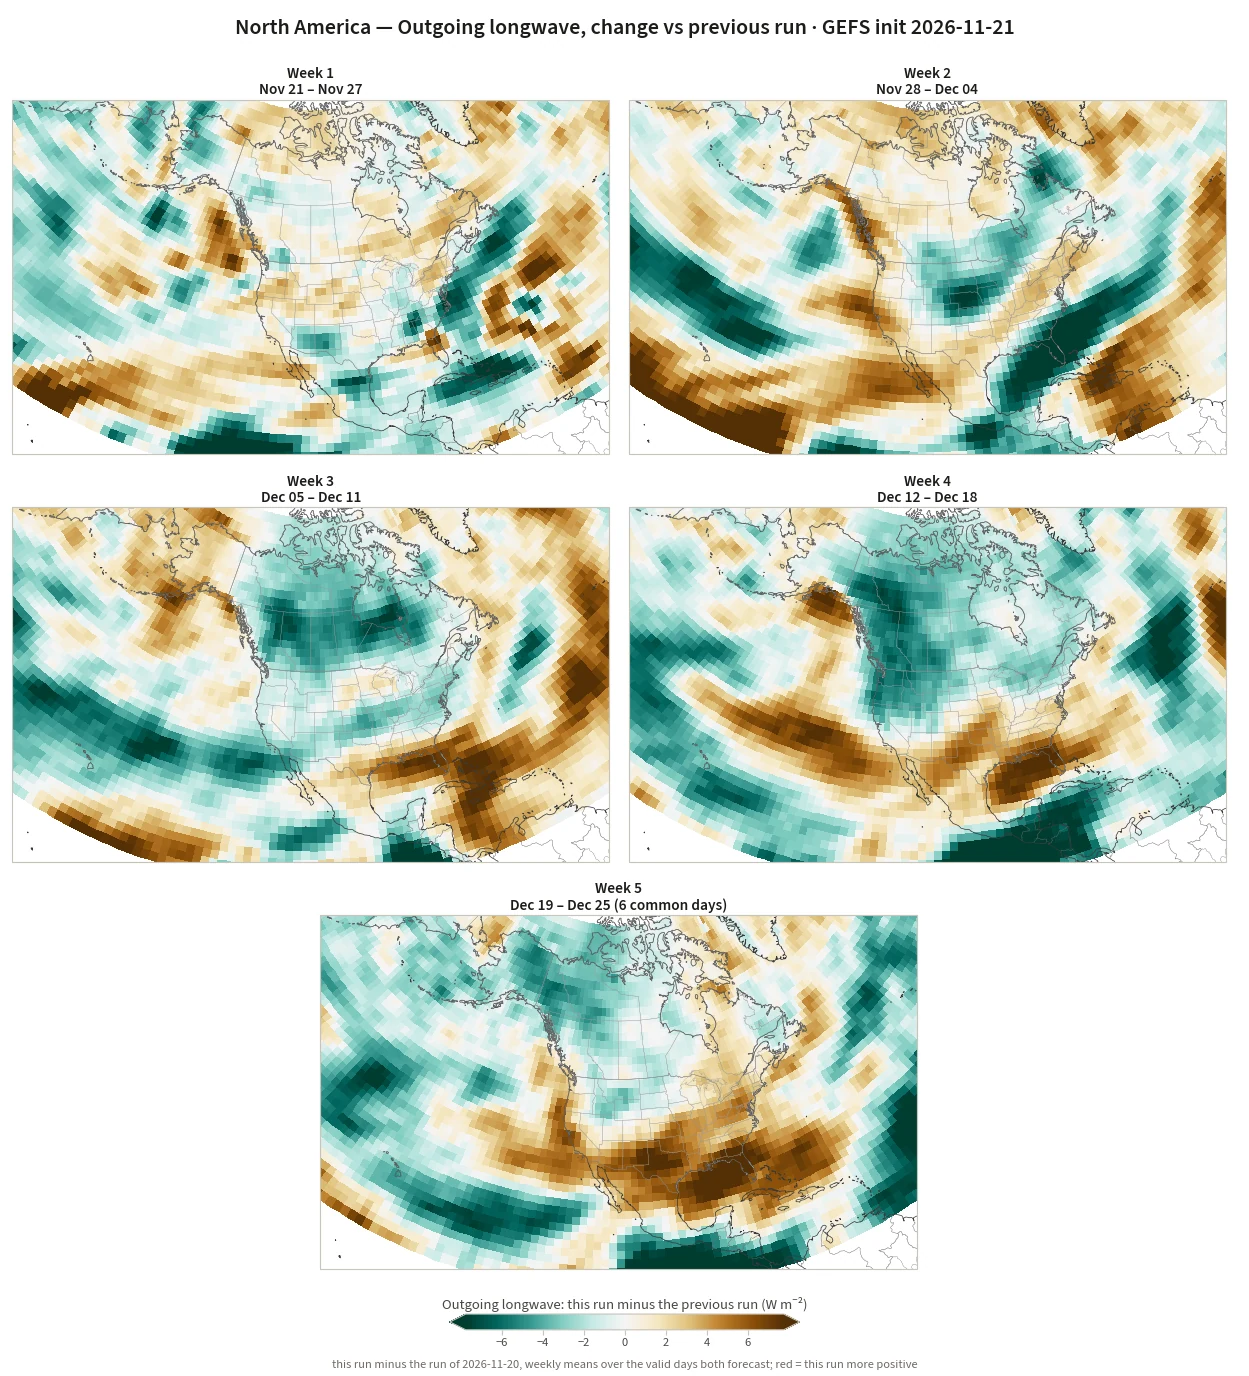 North America — Outgoing longwave, change vs previous run · GEFS init 2026-11-21
Week 1
Nov 21 – Nov 27
Week 2
Nov 28 – Dec 04
Week 3
Dec 05 – Dec 11
Week 4
Dec 12 – Dec 18
Week 5
Dec 19 – Dec 25 (6 common days)
Outgoing longwave: this run minus the previous run (W m⁻²)
−6 −4 −2 0 2 4 6
this run minus the run of 2026-11-20, weekly means over the valid days both forecast; red = this run more positive